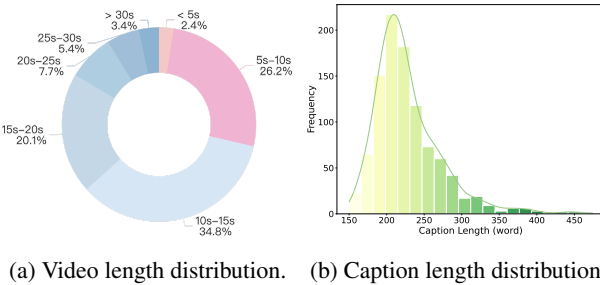 > 30s
3.4%
< 5s
2.4%
25s–30s
5.4%
20s–25s
7.7%
5s–10s
26.2%
15s–20s
20.1%
10s–15s
34.8%
(a) Video length distribution.
Frequency
200
150
100
50
0
150 200 250 300 350 400 450
Caption Length (word)
(b) Caption length distribution